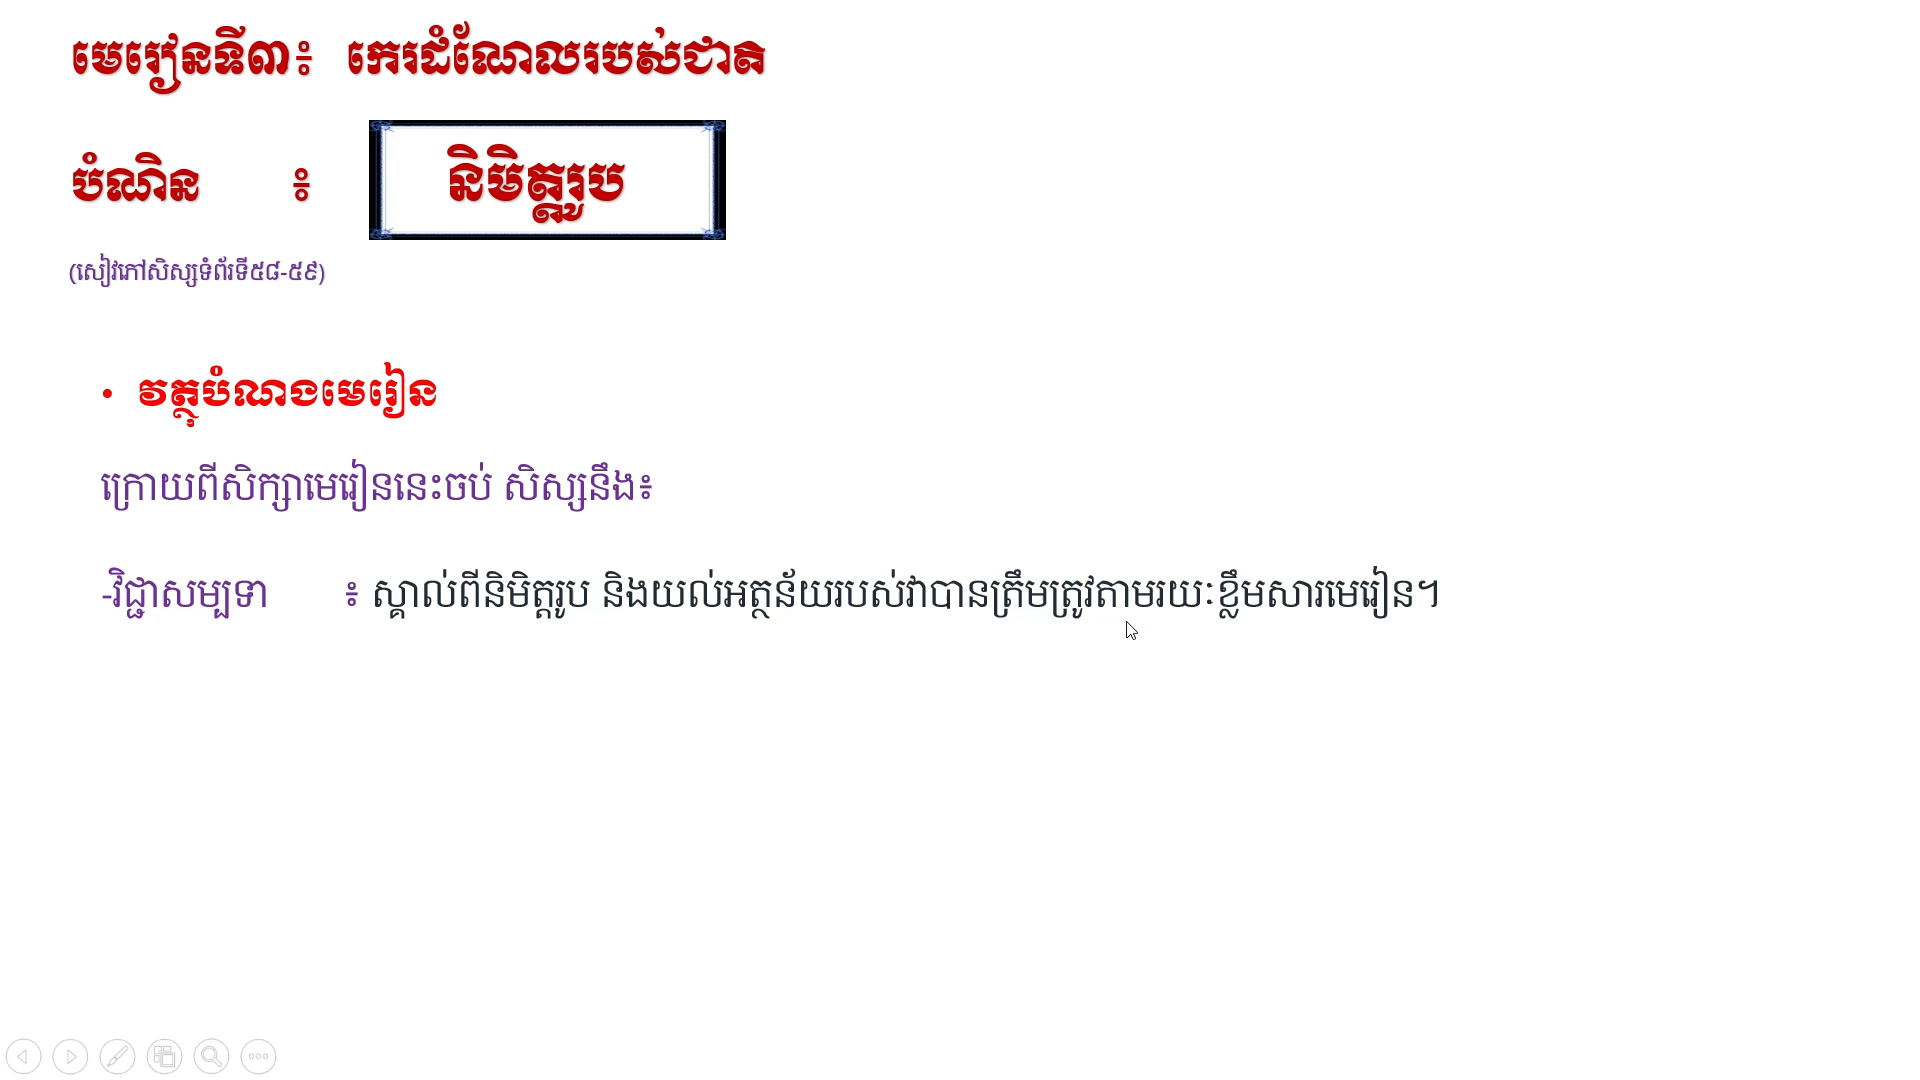 មេរៀនទី៣៖ កេរដំណែលរបស់ជាតិ
បំណិន ៖ និមិត្តរូប
(សៀវភៅសិស្សទំព័រទី៥៨-៥៩)
• វត្ថុបំណងមេរៀន
ក្រោយពីសិក្សាមេរៀននេះចប់ សិស្សនឹង៖
-វិជ្ជាសម្បទា ៖ ស្គាល់ពីនិមិត្តរូប និងយល់អត្ថន័យរបស់វាបានត្រឹមត្រូវតាមរយៈខ្លឹមសារមេរៀន។